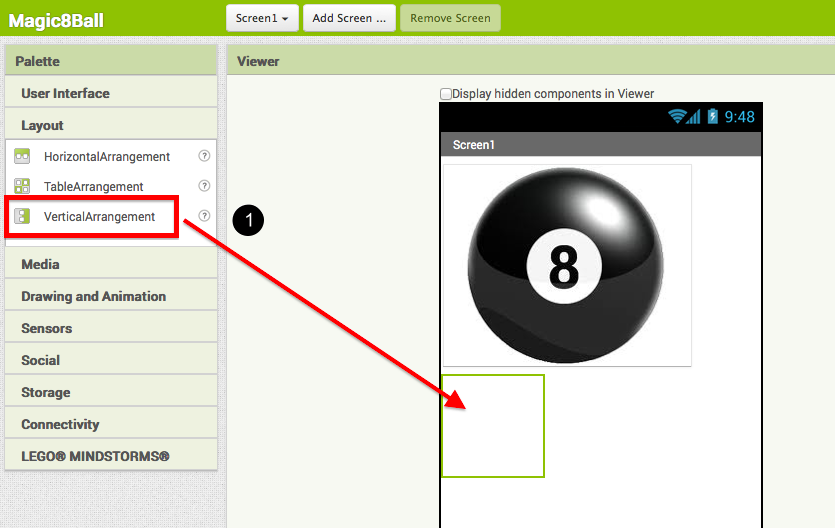 Magic8Ball
Screen1
Add Screen ...
Remove Screen
Palette
Viewer
User Interface
Display hidden components in Viewer
Layout
9:48
HorizontalArrangement
?
Screen1
TableArrangement
?
VerticalArrangement
?
1
8
Media
Drawing and Animation
Sensors
Social
Storage
Connectivity
LEGO® MINDSTORMS®